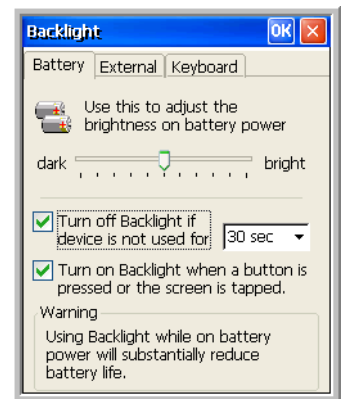 Backlight OK
Battery External Keyboard
Use this to adjust the
brightness on battery power
dark bright
Turn off Backlight if
device is not used for 30 sec
Turn on Backlight when a button is
pressed or the screen is tapped.
Warning
Using Backlight while on battery
power will substantially reduce
battery life.